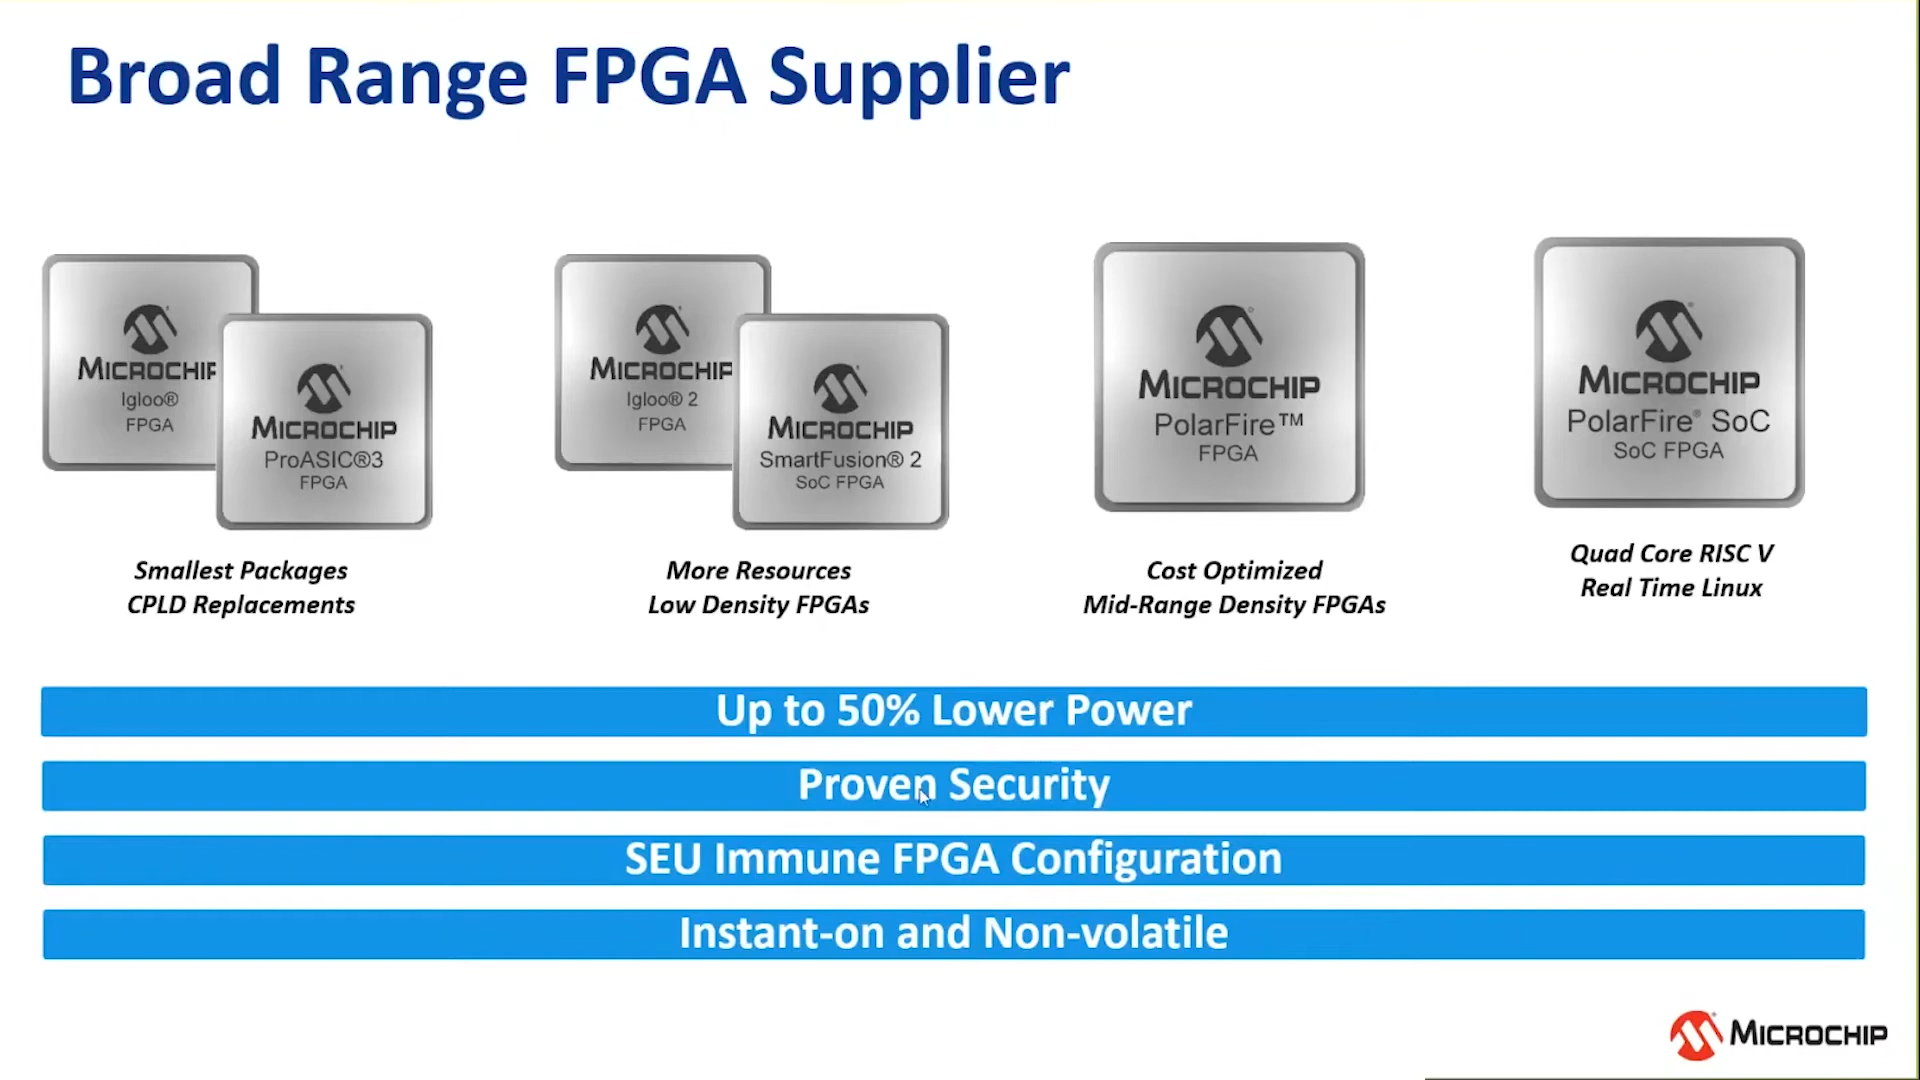 Broad Range FPGA Supplier
MICROCHIP
Igloo®
FPGA
MICROCHIP
ProASIC®3
FPGA
Smallest Packages
CPLD Replacements
MICROCHIP
Igloo® 2
FPGA
MICROCHIP
SmartFusion® 2
SoC FPGA
More Resources
Low Density FPGAs
MICROCHIP
PolarFire™
FPGA
Cost Optimized
Mid-Range Density FPGAs
MICROCHIP
PolarFire® SoC
SoC FPGA
Quad Core RISC V
Real Time Linux
Up to 50% Lower Power
Proven Security
SEU Immune FPGA Configuration
Instant-on and Non-volatile
MICROCHIP